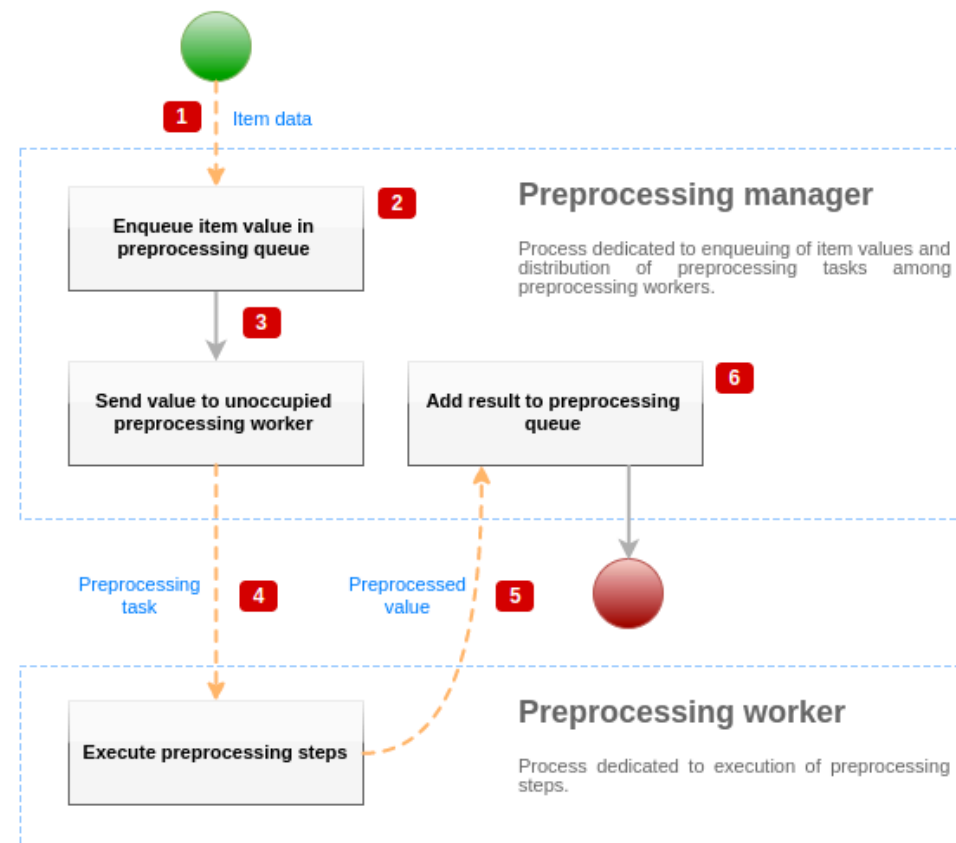 1
Item data
2
Enqueue item value in
preprocessing queue
Preprocessing manager
Process dedicated to enqueuing of item values and
distribution of preprocessing tasks among
preprocessing workers.
3
Send value to unoccupied
preprocessing worker
6
Add result to preprocessing
queue
Preprocessing
task
4
Preprocessed
value
5
Execute preprocessing steps
Preprocessing worker
Process dedicated to execution of preprocessing
steps.